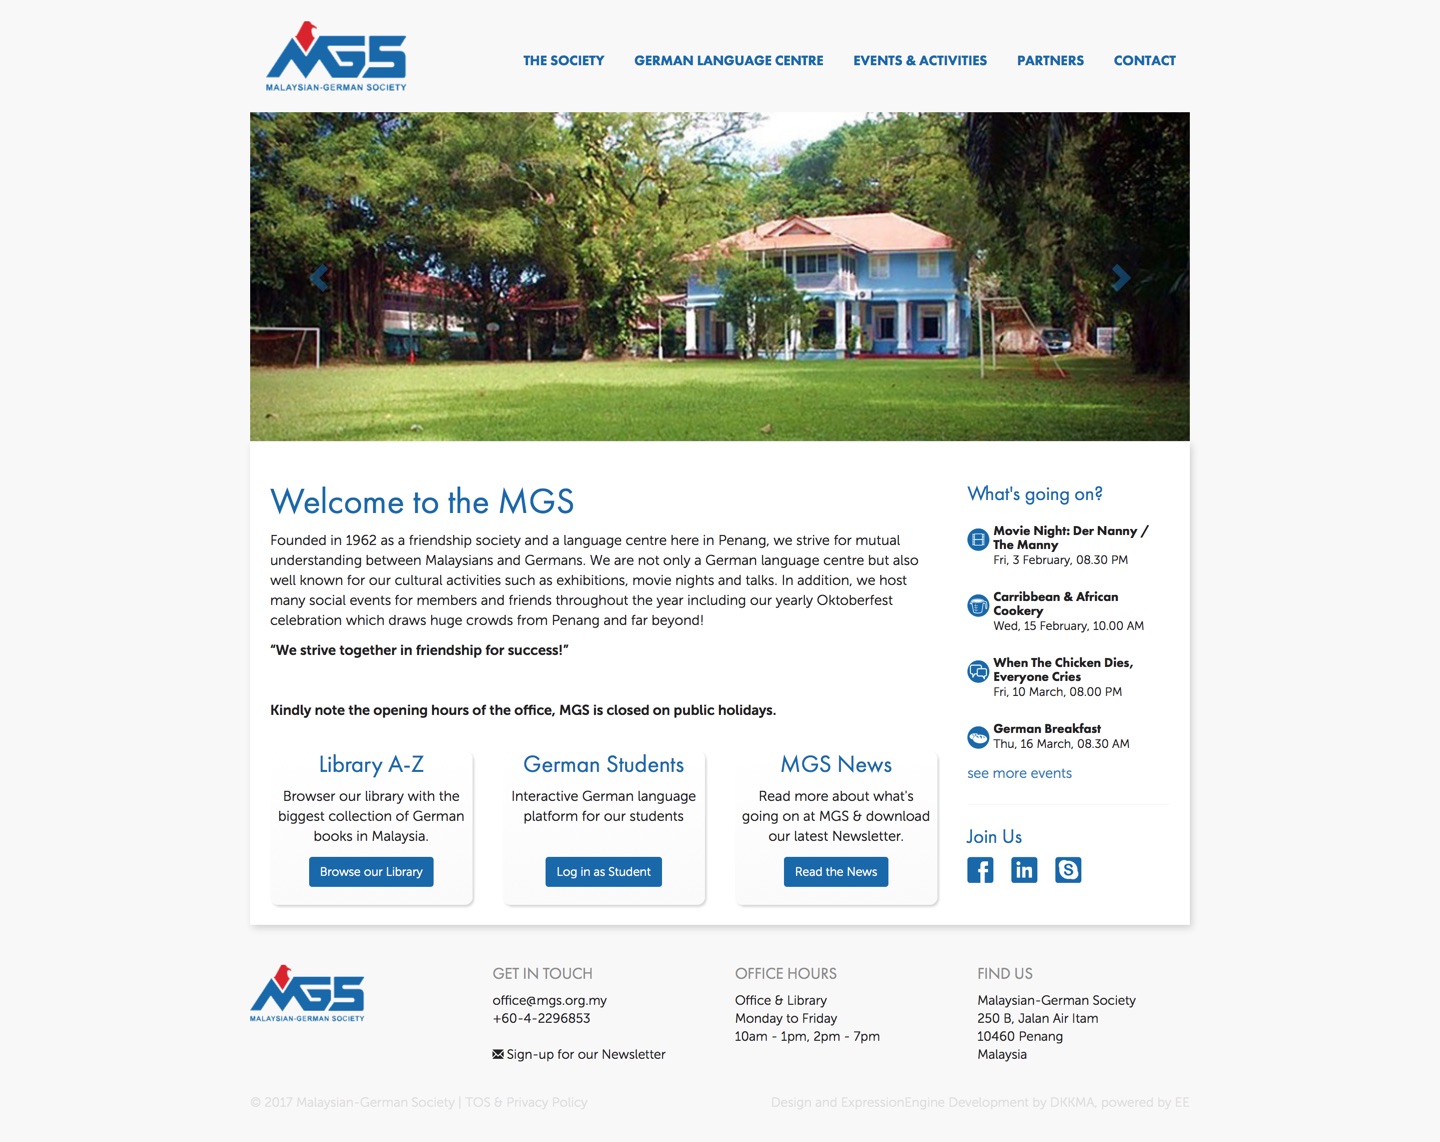 MGS
MALAYSIAN-GERMAN SOCIETY
THE SOCIETY
GERMAN LANGUAGE CENTRE
EVENTS & ACTIVITIES
PARTNERS
CONTACT
Welcome to the MGS
Founded in 1962 as a friendship society and a language centre here in Penang, we strive for mutual
understanding between Malaysians and Germans. We are not only a German language centre but also
well known for our cultural activities such as exhibitions, movie nights and talks. In addition, we host
many social events for members and friends throughout the year including our yearly Oktoberfest
celebration which draws huge crowds from Penang and far beyond!
“We strive together in friendship for success!”
Kindly note the opening hours of the office, MGS is closed on public holidays.
Library A-Z
Browser our library with the
biggest collection of German
books in Malaysia.
Browse our Library
German Students
Interactive German language
platform for our students
Log in as Student
MGS News
Read more about what's
going on at MGS & download
our latest Newsletter.
Read the News
What's going on?
Movie Night: Der Nanny /
The Manny
Fri, 3 February, 08.30 PM
Carribbean & African
Cookery
Wed, 15 February, 10.00 AM
When The Chicken Dies,
Everyone Cries
Fri, 10 March, 08.00 PM
German Breakfast
Thu, 16 March, 08.30 AM
see more events
Join Us
MGS
MALAYSIAN-GERMAN SOCIETY
GET IN TOUCH
office@mgs.org.my
+60-4-2296853
Sign-up for our Newsletter
OFFICE HOURS
Office & Library
Monday to Friday
10am - 1pm, 2pm - 7pm
FIND US
Malaysian-German Society
250 B, Jalan Air Itam
10460 Penang
Malaysia
© 2017 Malaysian-German Society | TOS & Privacy Policy
Design and ExpressionEngine Development by DKKMA, powered by EE